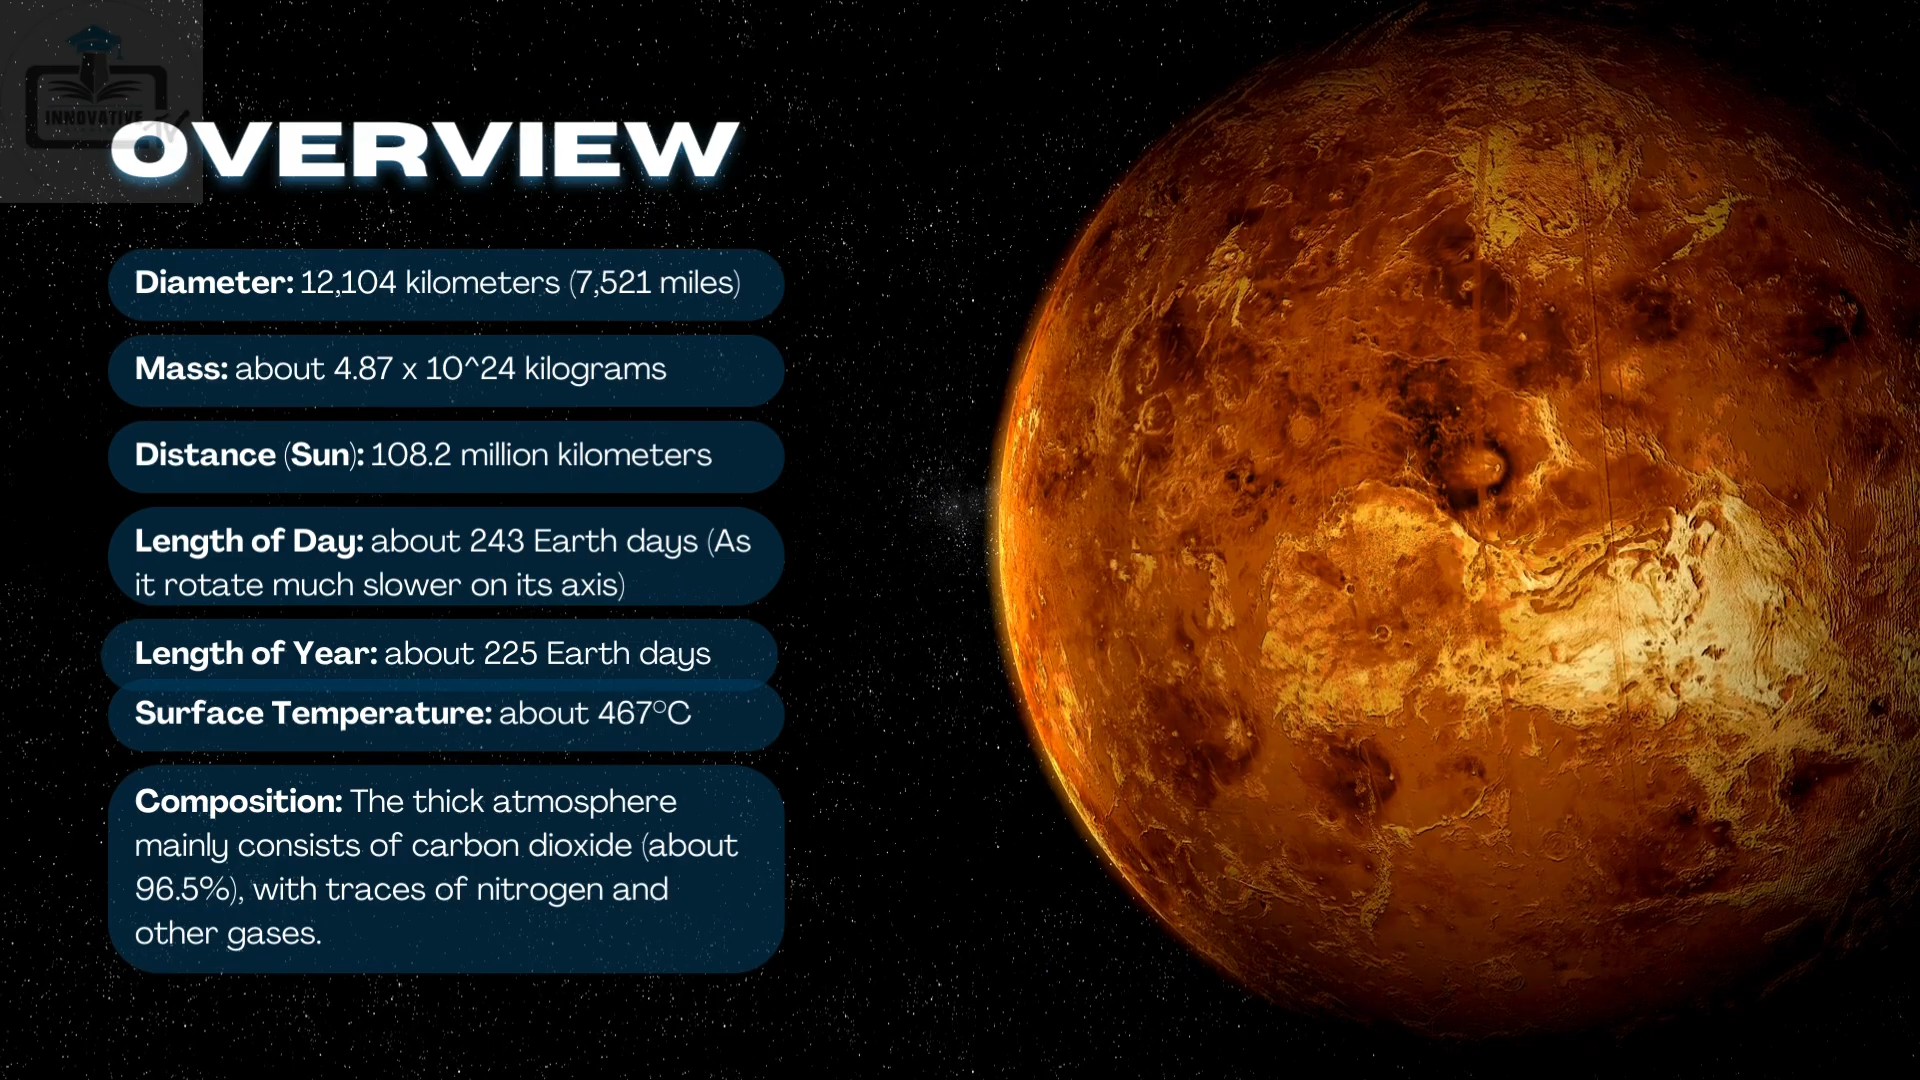 INNOVATIVE
OVERVIEW
Diameter: 12,104 kilometers (7,521 miles)
Mass: about 4.87 x 10^24 kilograms
Distance (Sun): 108.2 million kilometers
Length of Day: about 243 Earth days (As
it rotate much slower on its axis)
Length of Year: about 225 Earth days
Surface Temperature: about 467°C
Composition: The thick atmosphere
mainly consists of carbon dioxide (about
96.5%), with traces of nitrogen and
other gases.